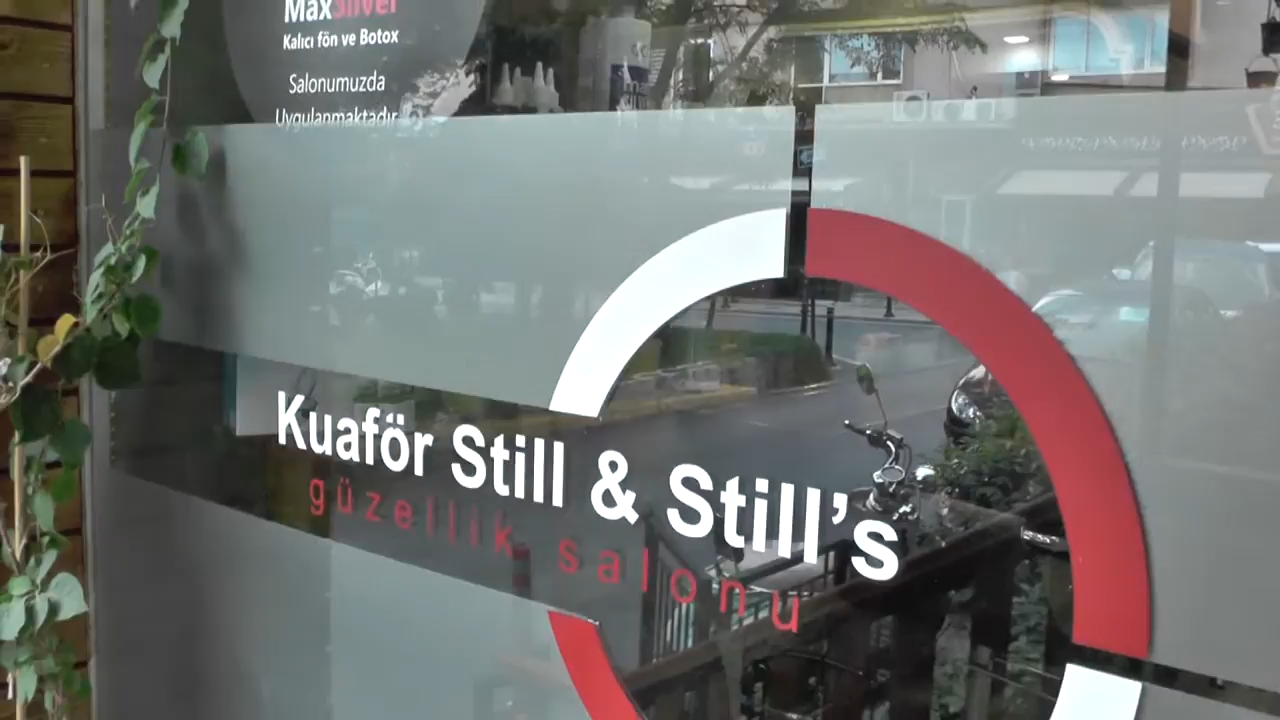 MaxSilver
Kalıcı fön ve Botox
Salonumuzda
Uygulanmaktadır
Kuaför Still & Still's
güzellik salonu